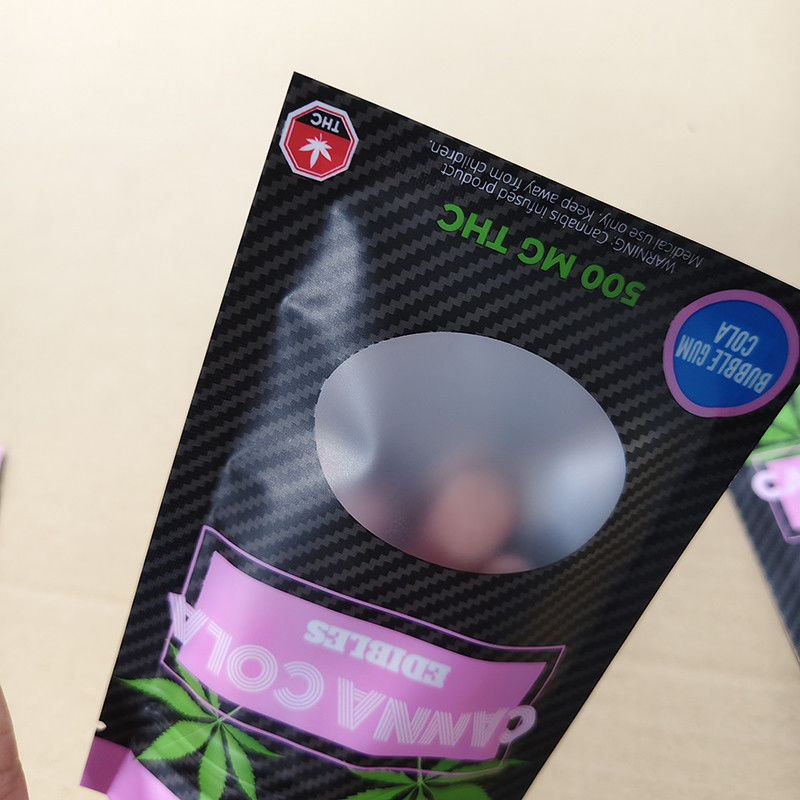 CANNA COLA
EDIBLES
BUBBLE GUM
COLA
500 MG THC
WARNING: Cannabis infused product.
Medical use only. Keep away from children.
THC